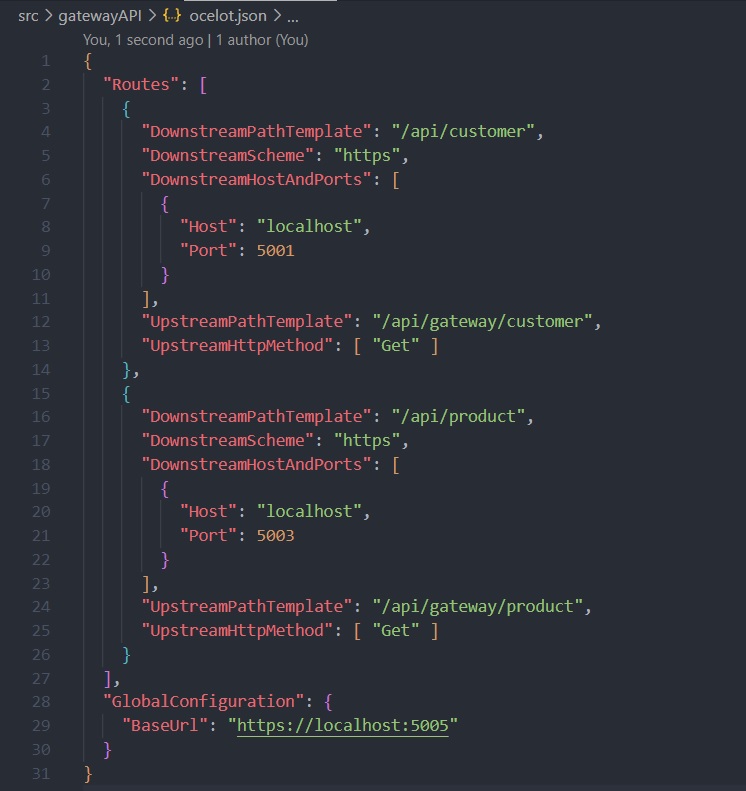 src > gatewayAPI > {..} ocelot.json > ...
You, 1 second ago | 1 author (You)
1 {
2   "Routes": [
3     {
4       "DownstreamPathTemplate": "/api/customer",
5       "DownstreamScheme": "https",
6       "DownstreamHostAndPorts": [
7         {
8           "Host": "localhost",
9           "Port": 5001
10         }
11       ],
12       "UpstreamPathTemplate": "/api/gateway/customer",
13       "UpstreamHttpMethod": [ "Get" ]
14     },
15     {
16       "DownstreamPathTemplate": "/api/product",
17       "DownstreamScheme": "https",
18       "DownstreamHostAndPorts": [
19         {
20           "Host": "localhost",
21           "Port": 5003
22         }
23       ],
24       "UpstreamPathTemplate": "/api/gateway/product",
25       "UpstreamHttpMethod": [ "Get" ]
26     }
27   ],
28   "GlobalConfiguration": {
29     "BaseUrl": "https://localhost:5005"
30   }
31 }